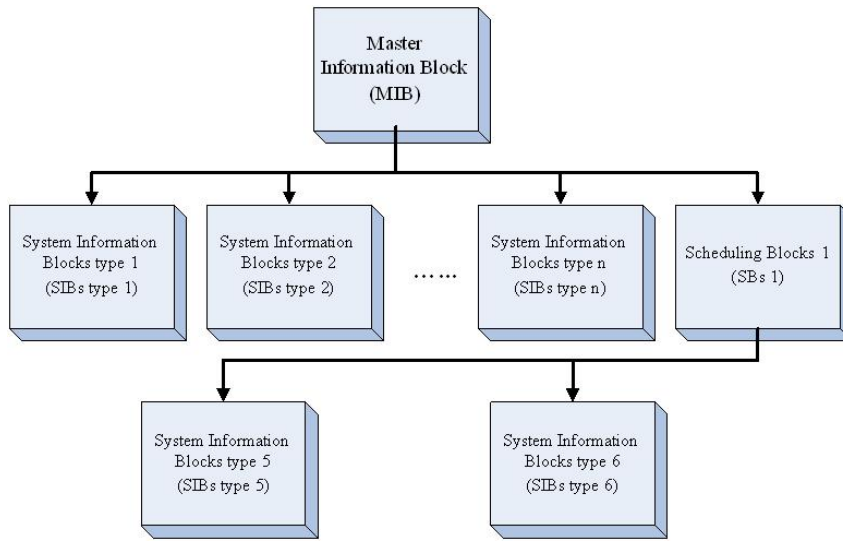 Master
Information Block
(MIB)
System Information
Blocks type 1
(SIBs type 1)
System Information
Blocks type 2
(SIBs type 2)
... ...
System Information
Blocks type n
(SIBs type n)
Scheduling Blocks 1
(SBs 1)
System Information
Blocks type 5
(SIBs type 5)
System Information
Blocks type 6
(SIBs type 6)